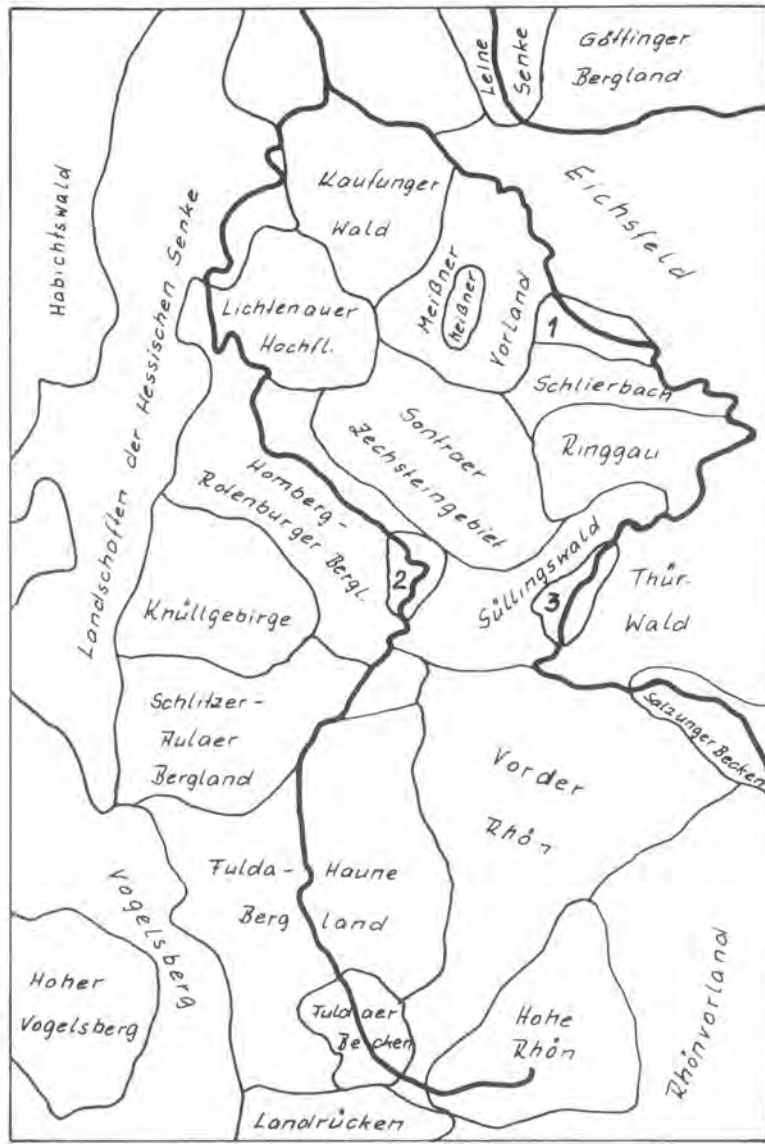 Göttinger
Bergland
Leine
Senke
Habichtswald
Landschaften der Hessischen Senke
Kaufunger
Wald
Eichsfeld
Lichtenauer
Hochfl.
Meißner
Meißner
Vorland
1
Schlierbach
Ringgau
Sontraer
Zechsteingebiet
Homberg-
Rotenburger Bergl.
2
Süllingswald
3
Thür-
Wald
Knüllgebirge
Schlitzer-
Aulaer
Bergland
Salzunger Becken
Vorder
Rhön
Fulda-
Haune
Berg
land
Vogelsberg
Hoher
Vogelsberg
Fuldaer
Becken
Hohe
Rhön
Rhönvorland
Landrücken